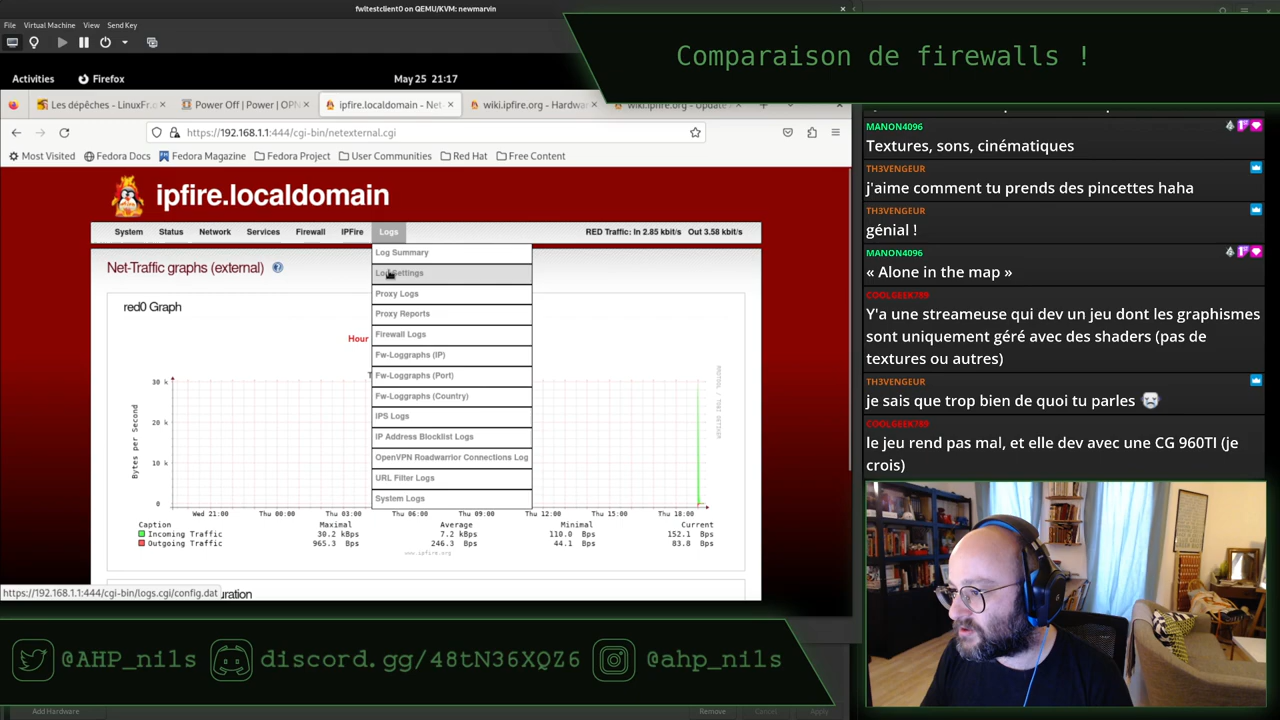 fwltestclient0 on QEMU/KVM: newmarvin
File Virtual Machine View Send Key
Activities Firefox May 25 21:17
Les dépêches – LinuxFr.o Power Off | Power | OPN ipfire.localdomain - Net- wiki.ipfire.org - Hardwa wiki.ipfire.org - Update
https://192.168.1.1:444/cgi-bin/netexternal.cgi
Most Visited Fedora Docs Fedora Magazine Fedora Project User Communities Red Hat Free Content
ipfire.localdomain
System Status Network Services Firewall IPFire Logs RED Traffic: In 2.85 kbit/s Out 3.58 kbit/s
Log Summary
Log Settings
Proxy Logs
Proxy Reports
Firewall Logs
Fw-Loggraphs (IP)
Fw-Loggraphs (Port)
Fw-Loggraphs (Country)
IPS Logs
IP Address Blocklist Logs
OpenVPN Roadwarrior Connections Log
URL Filter Logs
System Logs
Net-Traffic graphs (external)
red0 Graph
Hour
30 k
20 k
10 k
0
Bytes per Second
Wed 21:00 Thu 00:00 Thu 03:00 Thu 06:00 Thu 09:00 Thu 12:00 Thu 15:00 Thu 18:00
Caption Maximal Average Minimal Current
Incoming Traffic 30.2 kBps 7.2 kBps 110.0 Bps 152.1 Bps
Outgoing Traffic 965.3 Bps 246.3 Bps 44.1 Bps 83.8 Bps
www.ipfire.org
https://192.168.1.1:444/cgi-bin/logs.cgi/config.dat
Comparaison de firewalls !
MANON4096
Textures, sons, cinématiques
TH3VENGEUR
j'aime comment tu prends des pincettes haha
TH3VENGEUR
génial !
MANON4096
« Alone in the map »
COOLGEEK789
Y'a une streameuse qui dev un jeu dont les graphismes
sont uniquement géré avec des shaders (pas de
textures ou autres)
TH3VENGEUR
je sais que trop bien de quoi tu parles
COOLGEEK789
le jeu rend pas mal, et elle dev avec une CG 960TI (je
crois)
@AHP_nils discord.gg/48tN36XQZ6 @ahp_nils
Add Hardware Remove Cancel Apply